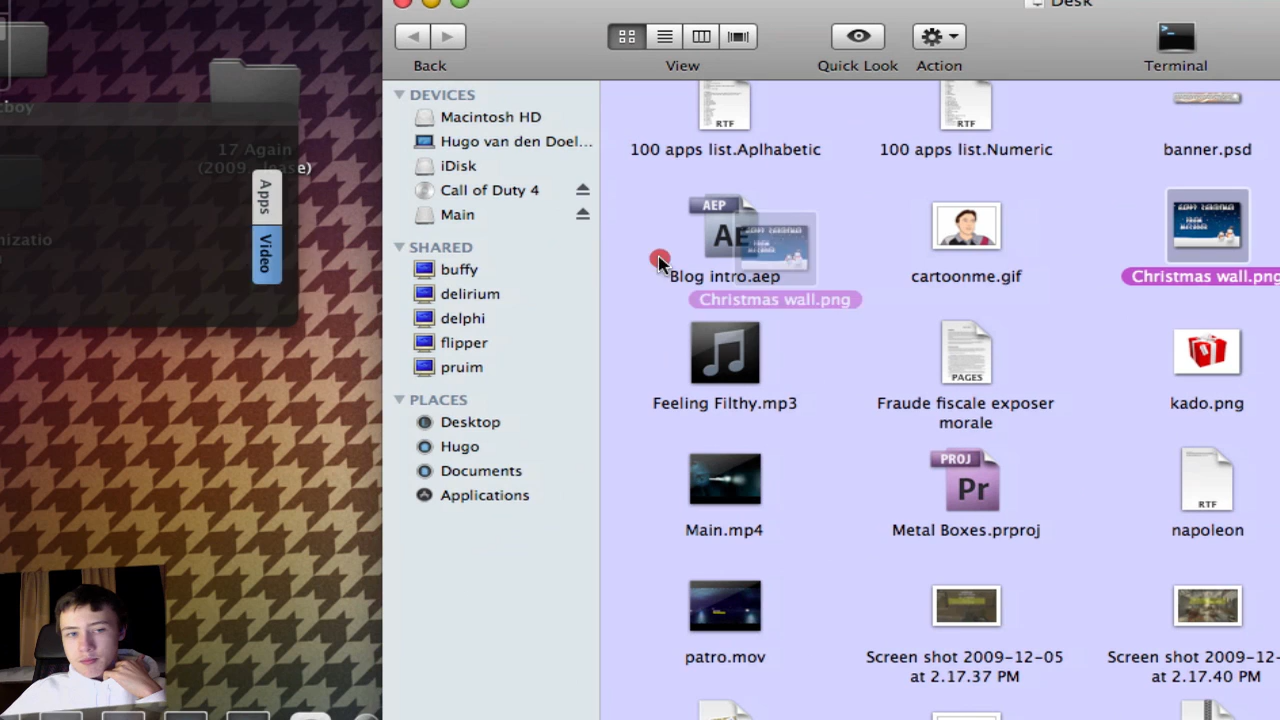 Desk
Back
View
Quick Look
Action
Terminal
DEVICES
Macintosh HD
Hugo van den Doel...
iDisk
Call of Duty 4
Main
SHARED
buffy
delirium
delphi
flipper
pruim
PLACES
Desktop
Hugo
Documents
Applications
RTF
RTF
100 apps list.Aplhabetic
100 apps list.Numeric
banner.psd
AEP
AE
Blog intro.aep
cartoonme.gif
Christmas wall.png
Christmas wall.png
PAGES
Feeling Filthy.mp3
Fraude fiscale exposer
morale
kado.png
PROJ
Pr
RTF
Main.mp4
Metal Boxes.prproj
napoleon
patro.mov
Screen shot 2009-12-05
at 2.17.37 PM
Screen shot 2009-12-
at 2.17.40 PM
17 Again
(2009
lease)
Apps
Video